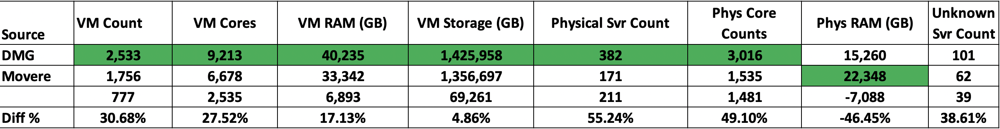 Source VM Count VM Cores VM RAM (GB) VM Storage (GB) Physical Svr Count Phys Core Counts Phys RAM (GB) Unknown Svr Count
DMG 2,533 9,213 40,235 1,425,958 382 3,016 15,260 101
Movere 1,756 6,678 33,342 1,356,697 171 1,535 22,348 62
777 2,535 6,893 69,261 211 1,481 -7,088 39
Diff % 30.68% 27.52% 17.13% 4.86% 55.24% 49.10% -46.45% 38.61%